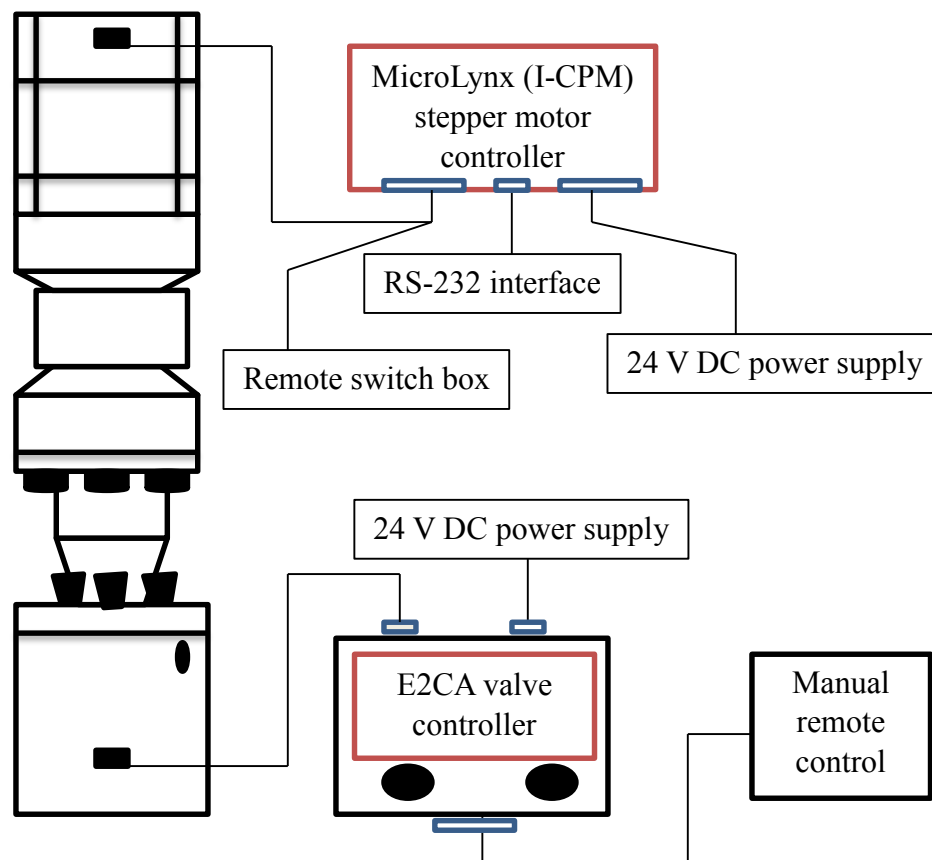 MicroLynx (I-CPM)
stepper motor
controller
RS-232 interface
Remote switch box
24 V DC power supply
24 V DC power supply
E2CA valve
controller
Manual
remote
control